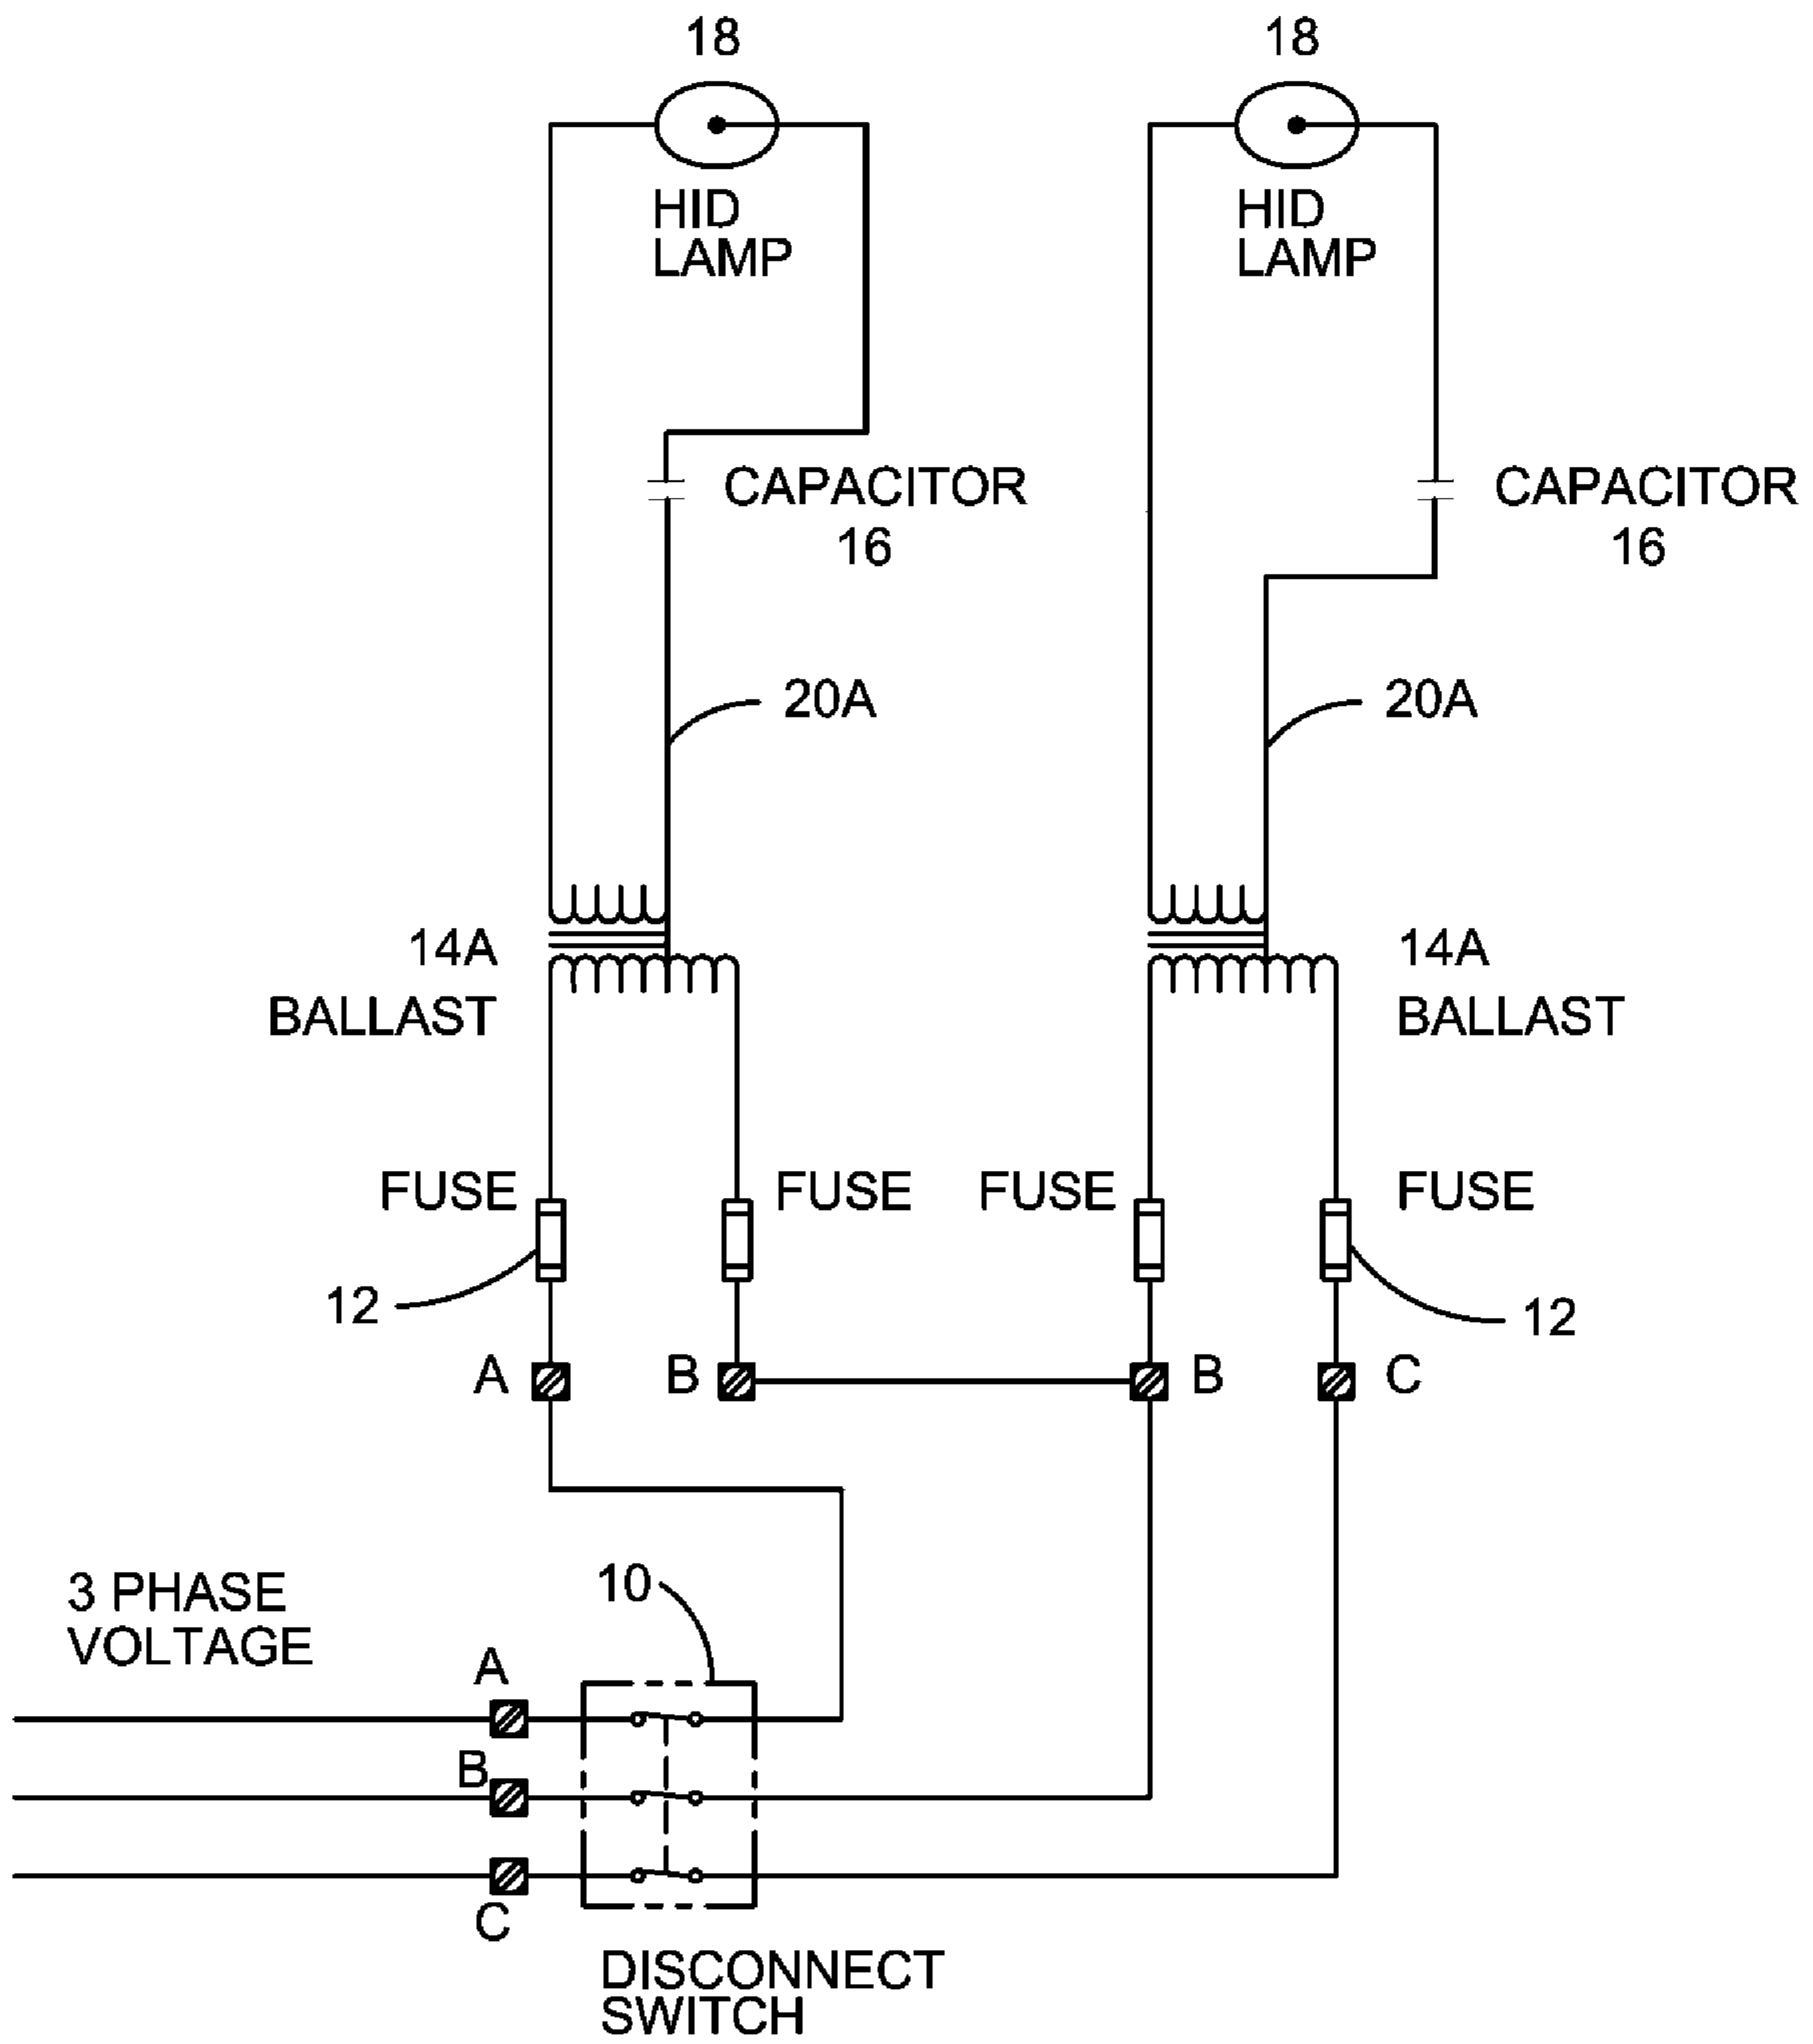 18 18
HID HID
LAMP LAMP
CAPACITOR CAPACITOR
16 16
20A 20A
14A 14A
BALLAST BALLAST
FUSE FUSE FUSE FUSE
12 12
A B B C
10
3 PHASE
VOLTAGE
A
B
C
DISCONNECT
SWITCH